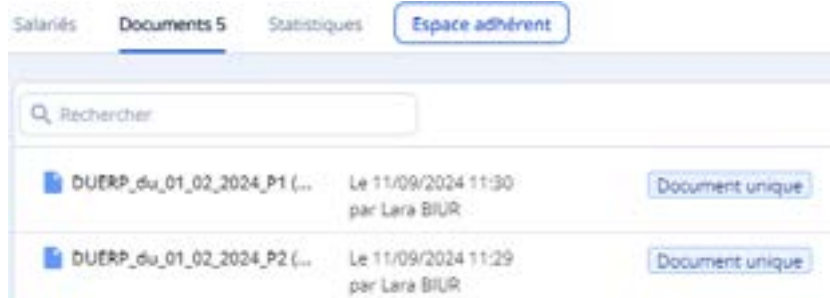 Salariés Documents 5 Statistiques Espace adhérent
Rechercher
DUERP_du_01_02_2024_P1 (... Le 11/09/2024 11:30 Document unique
par Lara BIUR
DUERP_du_01_02_2024_P2 (... Le 11/09/2024 11:29 Document unique
par Lara BIUR